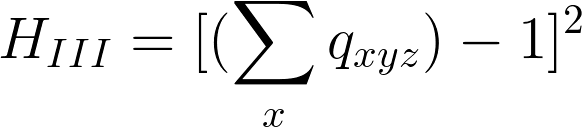 H_{III} = [(\sum_{x} q_{xyz}) - 1]^2